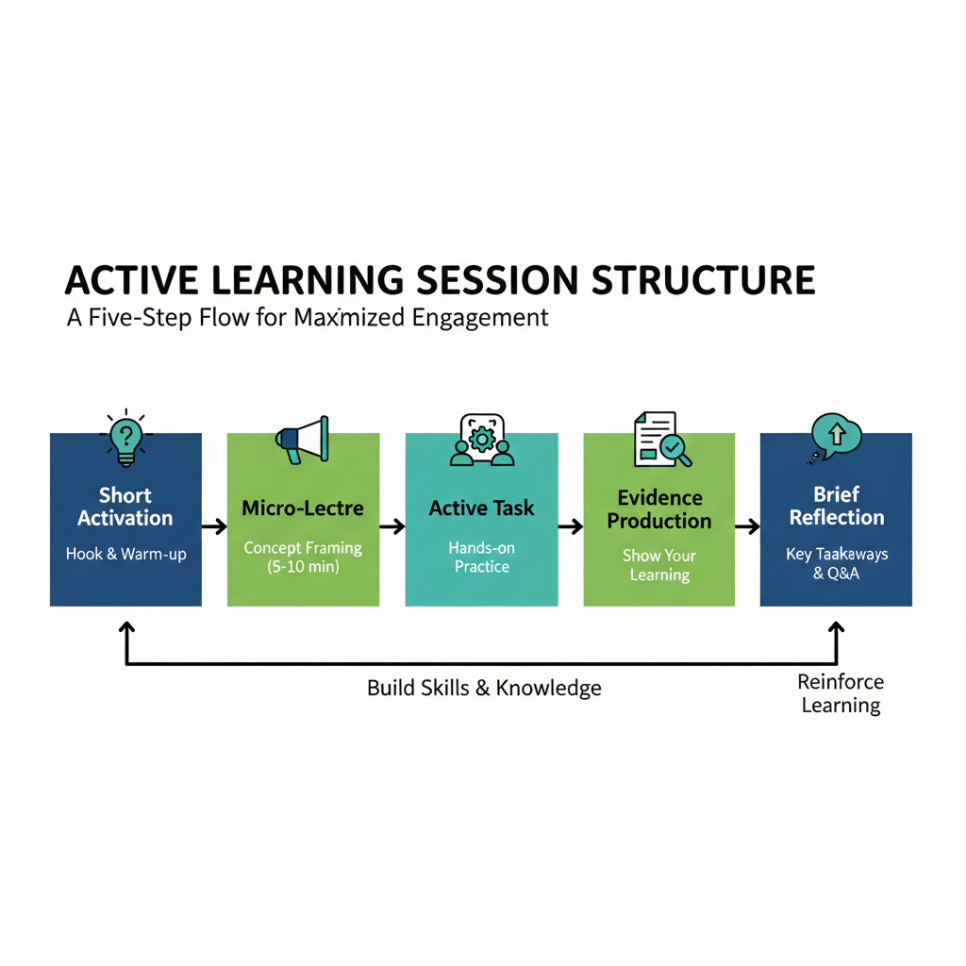 ACTIVE LEARNING SESSION STRUCTURE
A Five-Step Flow for Maximized Engagement
?
Short
Activation
Hook & Warm-up
Micro-Lectre
Concept Framing
(5-10 min)
Active Task
Hands-on
Practice
Evidence
Production
Show Your
Learning
Brief
Reflection
Key Taakeways
& Q&A
Build Skills & Knowledge
Reinforce
Learning